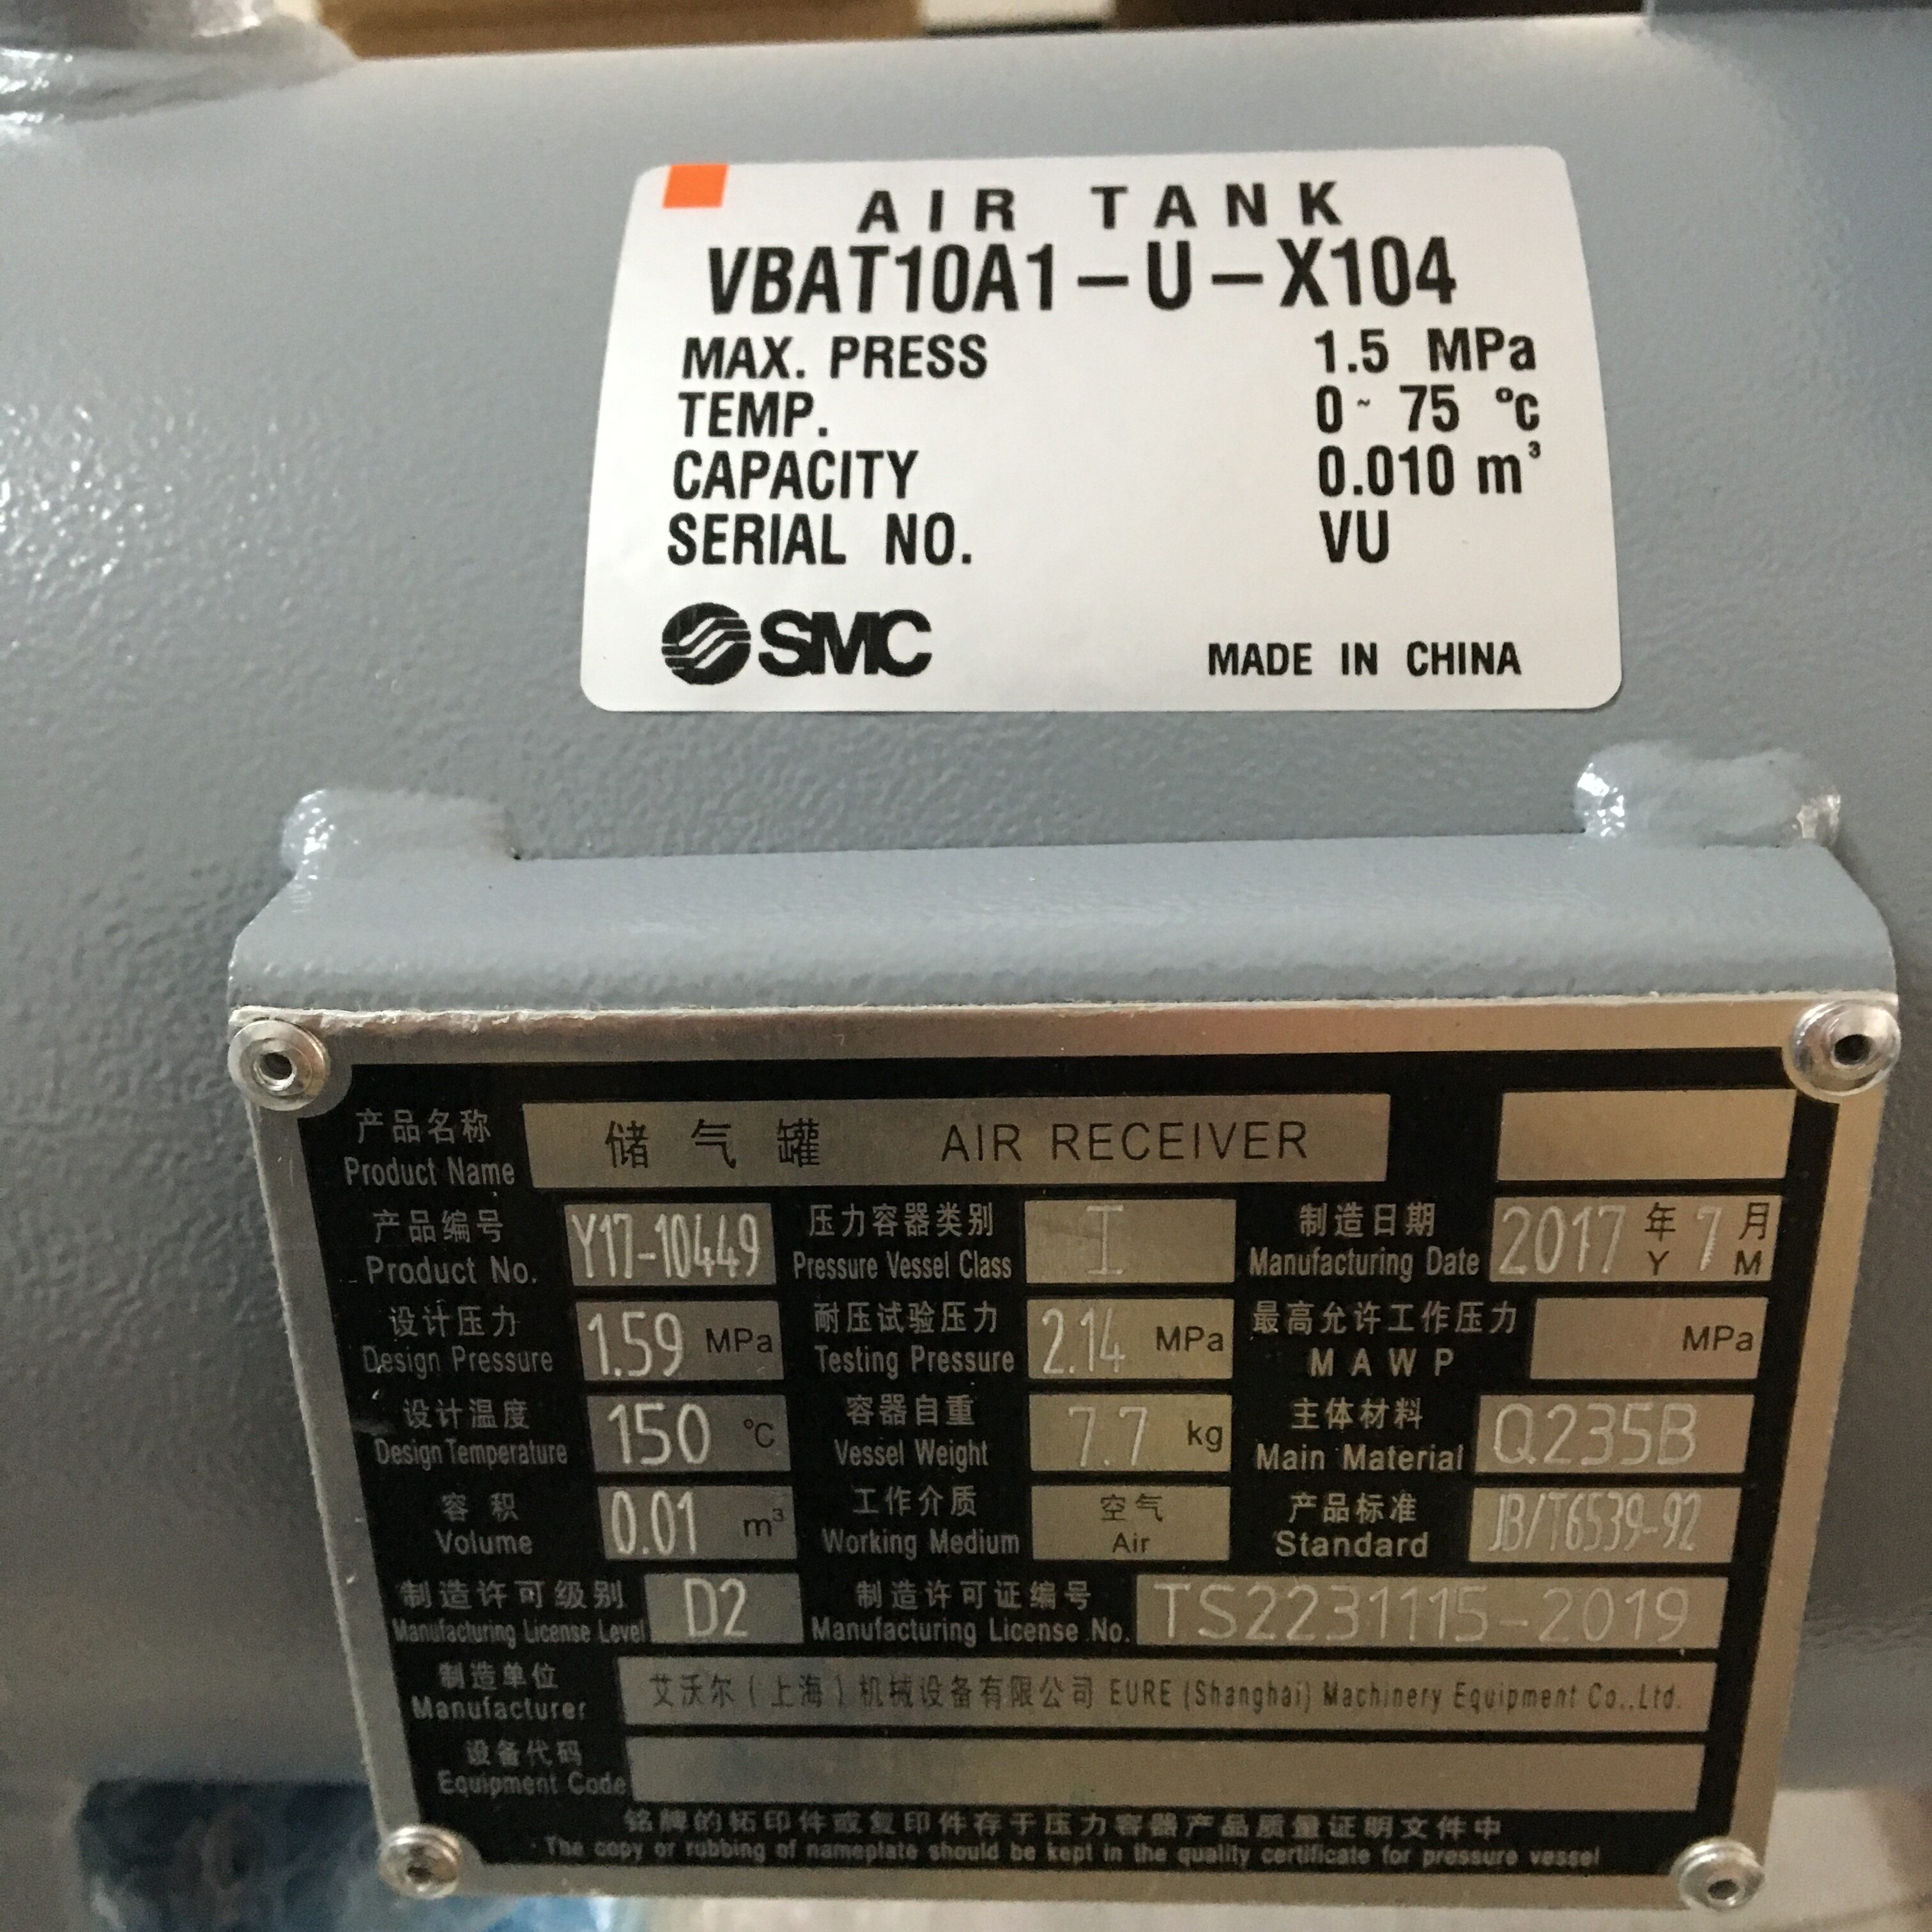 AIR TANK
VBAT10A1-U-X104
MAX. PRESS 1.5 MPa
TEMP. 0~75 °c
CAPACITY 0.010 m³
SERIAL NO. VU
SMC MADE IN CHINA
产品名称 储气罐 AIR RECEIVER
Product Name
产品编号 Y17-10449 压力容器类别 I 制造日期 2017 年 7 月
Product No. Pressure Vessel Class Manufacturing Date Y M
设计压力 1.59 MPa 耐压试验压力 2.14 MPa 最高允许工作压力 MPa
Design Pressure Testing Pressure M A W P
设计温度 150 °C 容器自重 7.7 kg 主体材料 Q235B
Design Temperature Vessel Weight Main Material
容积 0.01 m³ 工作介质 空气 产品标准 JB/T6539-92
Volume Working Medium Air Standard
制造许可级别 D2 制造许可证编号 TS2231115-2019
Manufacturing License Level Manufacturing License No.
制造单位 艾沃尔(上海)机械设备有限公司 EURE (Shanghai) Machinery Equipment Co.,Ltd.
Manufacturer
设备代码
Equipment Code
铭牌的拓印件或复印件存于压力容器产品质量证明文件中
The copy or rubbing of nameplate should be kept in the quality certificate for pressure vessel